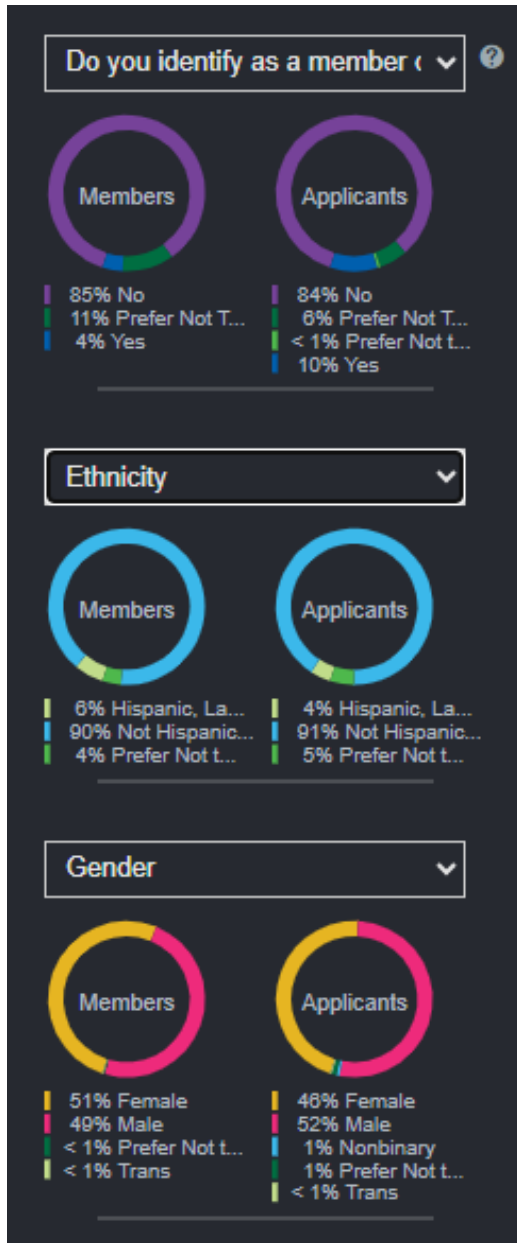 Do you identify as a member c
?
Members
Applicants
85% No
11% Prefer Not T...
4% Yes
84% No
6% Prefer Not T...
< 1% Prefer Not t...
10% Yes
Ethnicity
Members
Applicants
6% Hispanic, La...
90% Not Hispanic...
4% Prefer Not t...
4% Hispanic, La...
91% Not Hispanic...
5% Prefer Not t...
Gender
Members
Applicants
51% Female
49% Male
< 1% Prefer Not t...
< 1% Trans
46% Female
52% Male
1% Nonbinary
1% Prefer Not t...
< 1% Trans